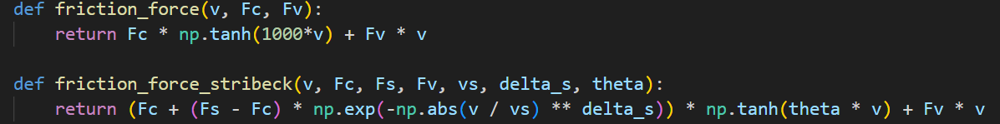 def friction_force(v, Fc, Fv):
    return Fc * np.tanh(1000*v) + Fv * v
def friction_force_stribeck(v, Fc, Fs, Fv, vs, delta_s, theta):
    return (Fc + (Fs - Fc) * np.exp(-np.abs(v / vs) ** delta_s)) * np.tanh(theta * v) + Fv * v